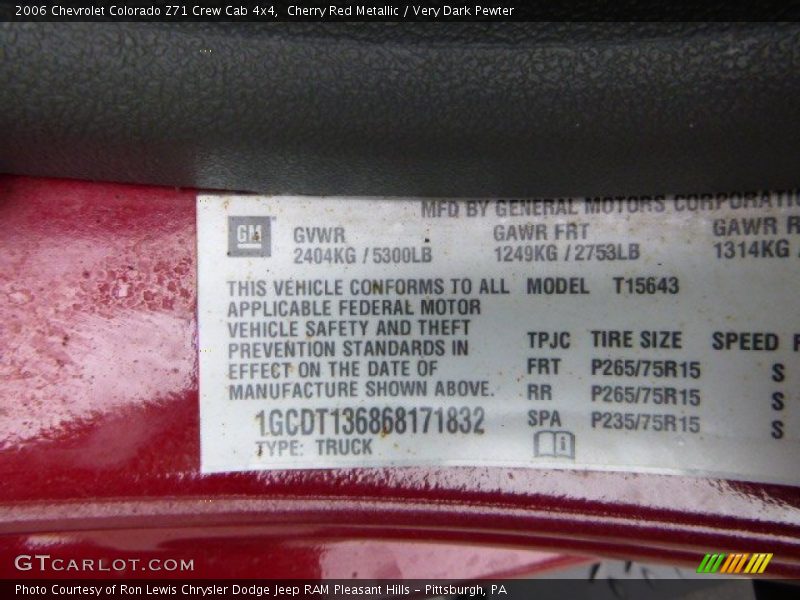 2006 Chevrolet Colorado Z71 Crew Cab 4x4, Cherry Red Metallic / Very Dark Pewter
MFD BY GENERAL MOTORS CORPORATI
GM
GVWR GAWR FRT GAWR R
2404KG / 5300LB 1249KG / 2753LB 1314KG /
THIS VEHICLE CONFORMS TO ALL MODEL T15643
APPLICABLE FEDERAL MOTOR
VEHICLE SAFETY AND THEFT
PREVENTION STANDARDS IN TPJC TIRE SIZE SPEED R
EFFECT ON THE DATE OF FRT P265/75R15 S
MANUFACTURE SHOWN ABOVE. RR P265/75R15 S
1GCDT136868171832 SPA P235/75R15 S
TYPE: TRUCK
GTCARLOT.COM
Photo Courtesy of Ron Lewis Chrysler Dodge Jeep RAM Pleasant Hills - Pittsburgh, PA